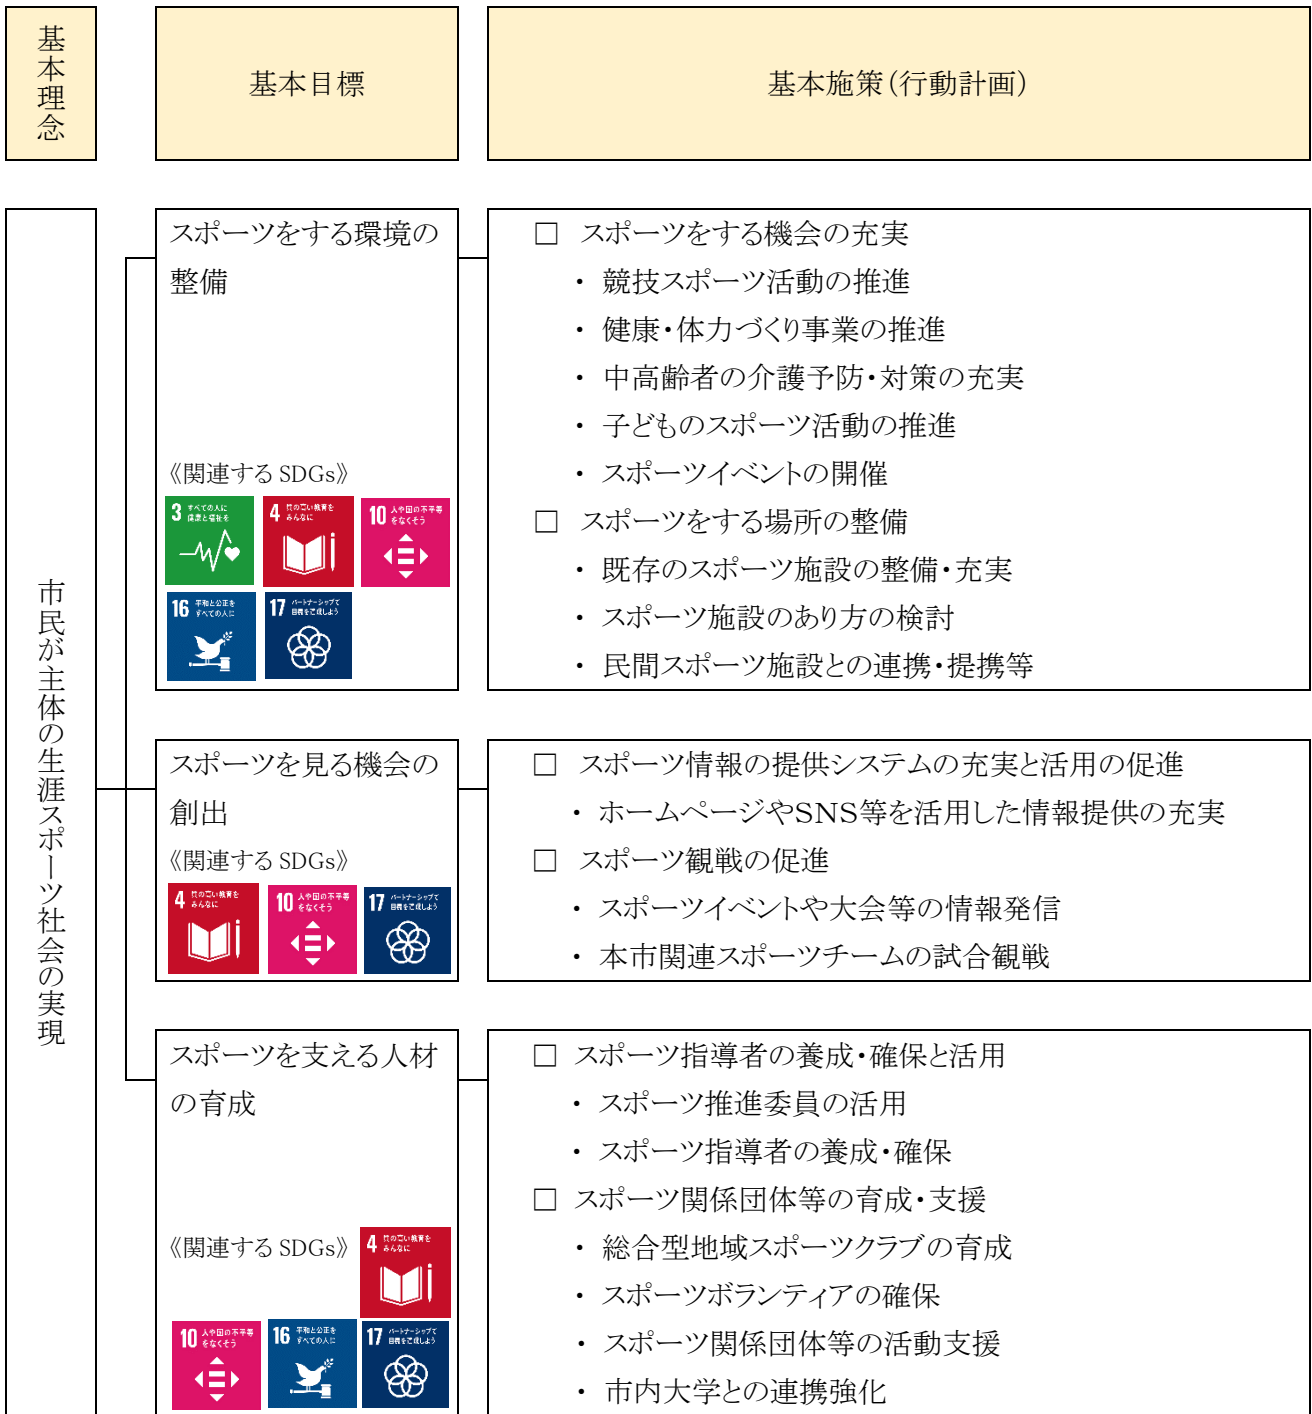 基本理念
基本目標
基本施策(行動計画)
市民が主体の生涯スポーツ社会の実現
スポーツをする環境の
整備
《関連する SDGs》
3 すべての人に
健康と福祉を
4 質の高い教育を
みんなに
10 人や国の不平等
をなくそう
16 平和と公正を
すべての人に
17 パートナーシップで
目標を達成しよう
□ スポーツをする機会の充実
・ 競技スポーツ活動の推進
・ 健康・体力づくり事業の推進
・ 中高齢者の介護予防・対策の充実
・ 子どものスポーツ活動の推進
・ スポーツイベントの開催
□ スポーツをする場所の整備
・ 既存のスポーツ施設の整備・充実
・ スポーツ施設のあり方の検討
・ 民間スポーツ施設との連携・提携等
スポーツを見る機会の
創出
《関連する SDGs》
4 質の高い教育を
みんなに
10 人や国の不平等
をなくそう
17 パートナーシップで
目標を達成しよう
□ スポーツ情報の提供システムの充実と活用の促進
・ ホームページやSNS等を活用した情報提供の充実
□ スポーツ観戦の促進
・ スポーツイベントや大会等の情報発信
・ 本市関連スポーツチームの試合観戦
スポーツを支える人材
の育成
《関連する SDGs》
4 質の高い教育を
みんなに
10 人や国の不平等
をなくそう
16 平和と公正を
すべての人に
17 パートナーシップで
目標を達成しよう
□ スポーツ指導者の養成・確保と活用
・ スポーツ推進委員の活用
・ スポーツ指導者の養成・確保
□ スポーツ関係団体等の育成・支援
・ 総合型地域スポーツクラブの育成
・ スポーツボランティアの確保
・ スポーツ関係団体等の活動支援
・ 市内大学との連携強化